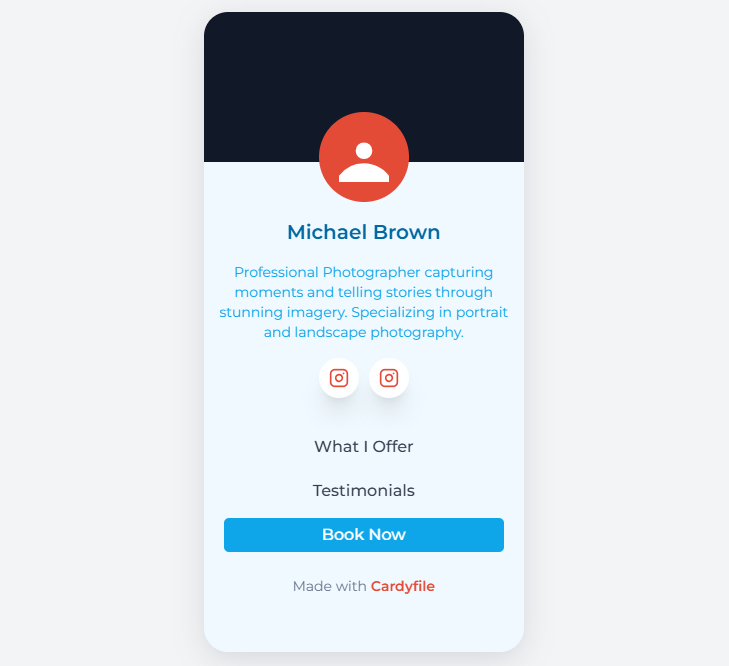 Michael Brown
Professional Photographer capturing
moments and telling stories through
stunning imagery. Specializing in portrait
and landscape photography.
What I Offer
Testimonials
Book Now
Made with Cardyfile